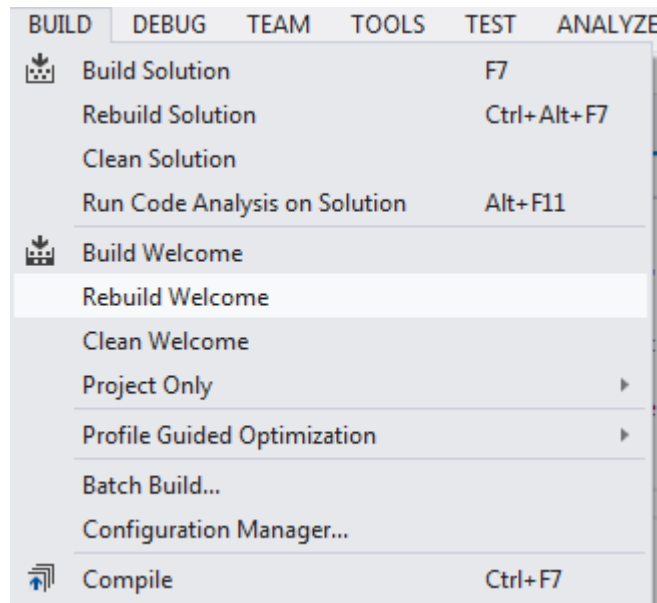 BUILD DEBUG TEAM TOOLS TEST ANALYZE
Build Solution F7
Rebuild Solution Ctrl+Alt+F7
Clean Solution
Run Code Analysis on Solution Alt+F11
Build Welcome
Rebuild Welcome
Clean Welcome
Project Only
Profile Guided Optimization
Batch Build...
Configuration Manager...
Compile Ctrl+F7